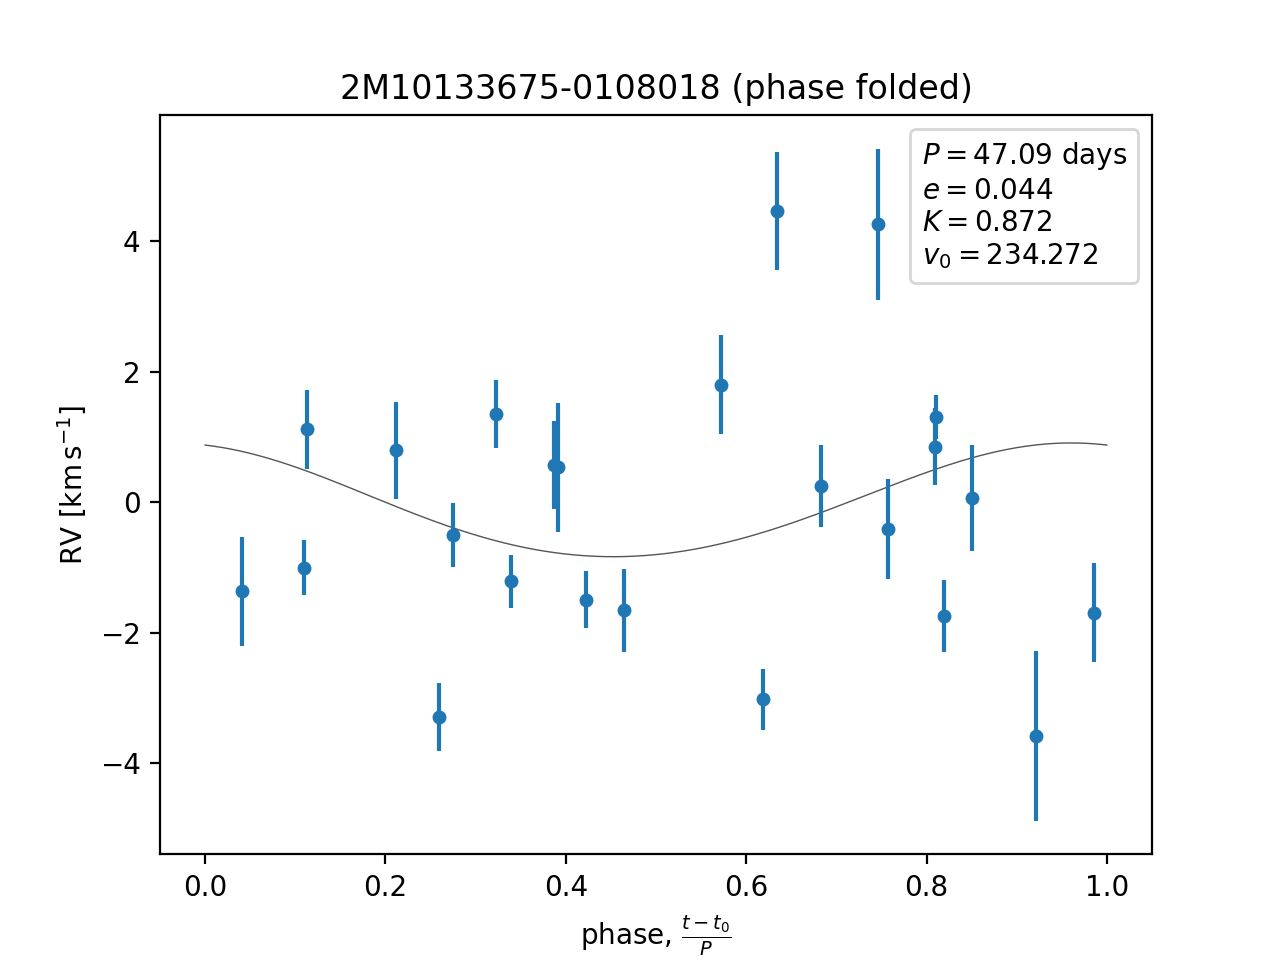 2M10133675-0108018 (phase folded)
P = 47.09 days
e = 0.044
K = 0.872
v₀ = 234.272
RV [km s⁻¹]
4
2
0
−2
−4
0.0 0.2 0.4 0.6 0.8 1.0
phase, (t − t₀)/P